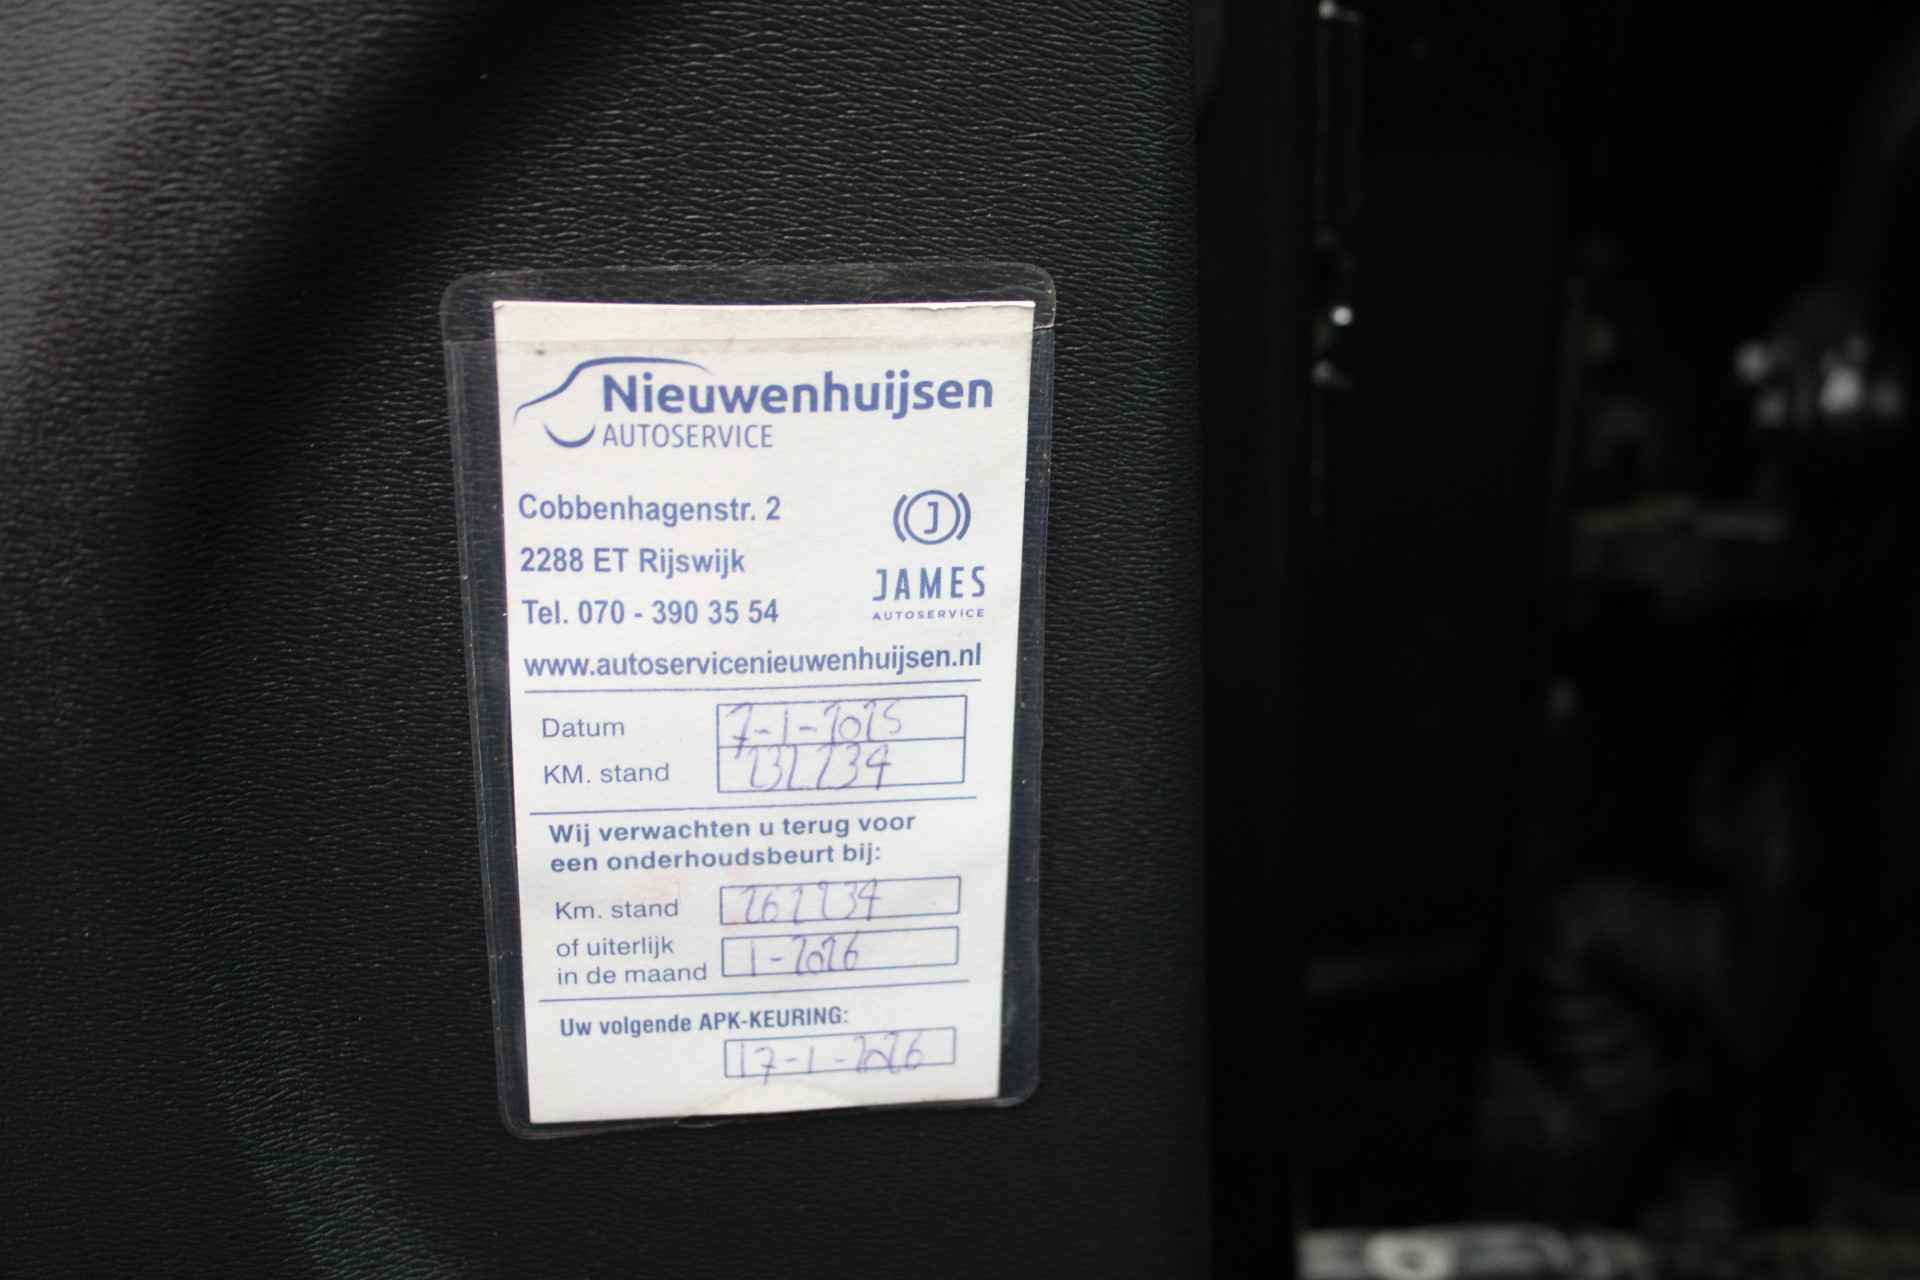 Nieuwenhuijsen
AUTOSERVICE
Cobbenhagenstr. 2
2288 ET Rijswijk
Tel. 070 - 390 35 54
J
JAMES
AUTOSERVICE
www.autoservicenieuwenhuijsen.nl
Datum 7-1-2025
KM. stand 232234
Wij verwachten u terug voor
een onderhoudsbeurt bij:
Km. stand 262234
of uiterlijk
in de maand 1-2026
Uw volgende APK-KEURING:
17-1-2026